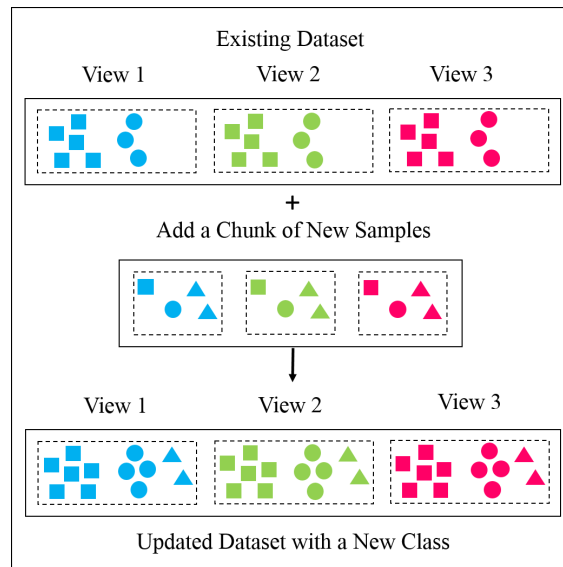 Existing Dataset
View 1 View 2 View 3
+
Add a Chunk of New Samples
View 1 View 2 View 3
Updated Dataset with a New Class